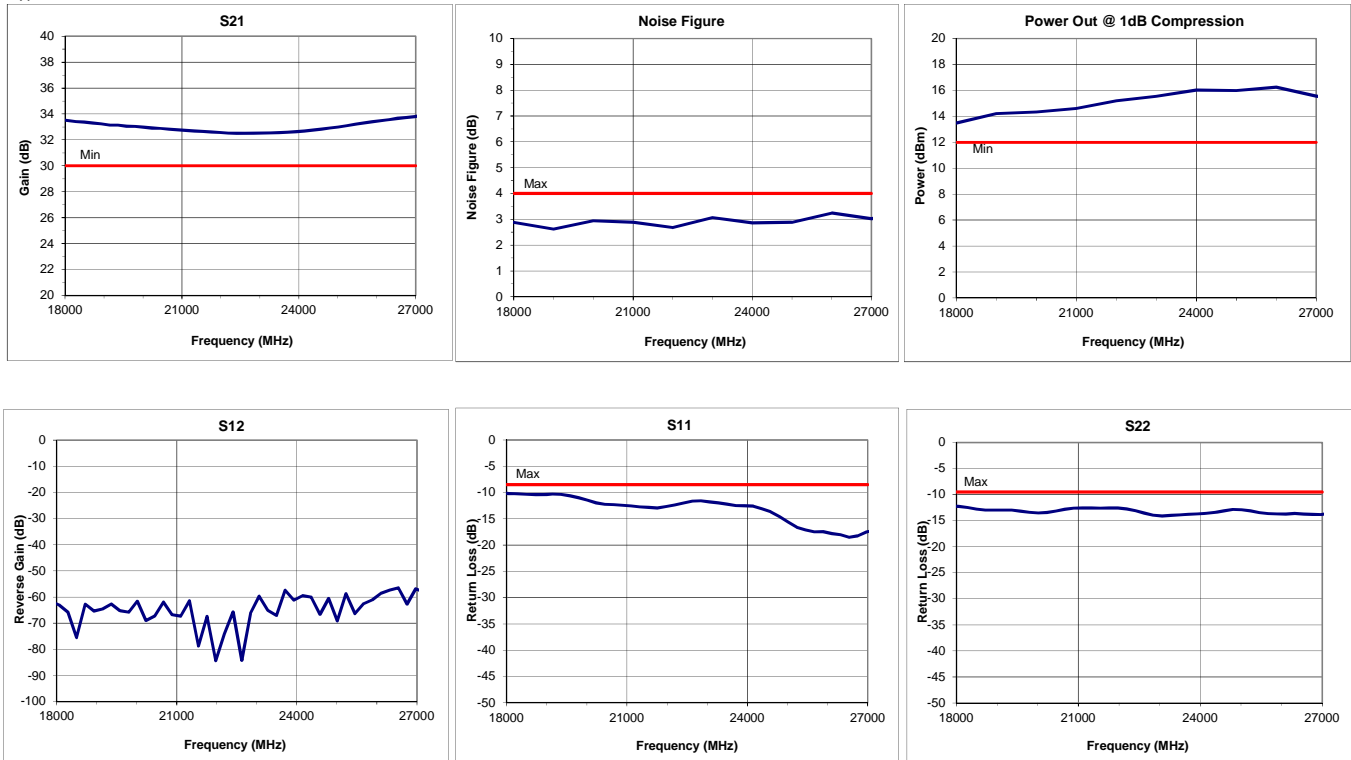 S21
40
38
36
34
32
30
28
26
24
22
20
Min
Gain (dB)
18000 21000 24000 27000
Frequency (MHz)
Noise Figure
10
9
8
7
6
5
4
3
2
1
0
Max
Noise Figure (dB)
18000 21000 24000 27000
Frequency (MHz)
Power Out @ 1dB Compression
20
18
16
14
12
10
8
6
4
2
0
Min
Power (dBm)
18000 21000 24000 27000
Frequency (MHz)
S12
0
-10
-20
-30
-40
-50
-60
-70
-80
-90
-100
Reverse Gain (dB)
18000 21000 24000 27000
Frequency (MHz)
S11
0
-5
-10
-15
-20
-25
-30
-35
-40
-45
-50
Max
Return Loss (dB)
18000 21000 24000 27000
Frequency (MHz)
S22
0
-5
-10
-15
-20
-25
-30
-35
-40
-45
-50
Max
Return Loss (dB)
18000 21000 24000 27000
Frequency (MHz)